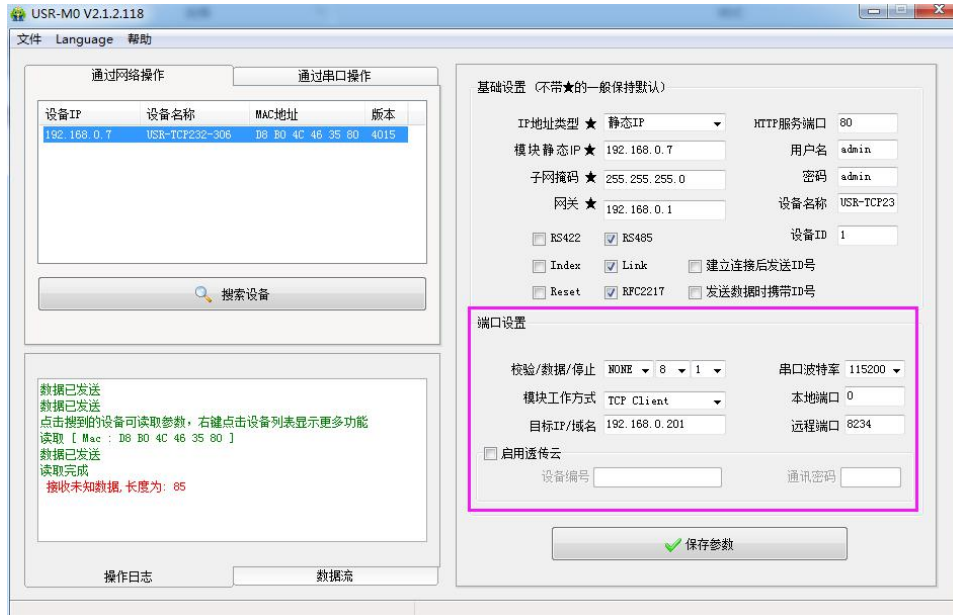 USR-M0 V2.1.2.118
文件 Language 帮助
通过网络操作 通过串口操作
设备IP 设备名称 MAC地址 版本
192.168.0.7 USR-TCP232-306 D8 B0 4C 46 35 80 4015
搜索设备
数据已发送
数据已发送
点击搜到的设备可读取参数，右键点击设备列表显示更多功能
读取 [ Mac : D8 B0 4C 46 35 80 ]
数据已发送
读取完成
接收未知数据,长度为: 85
操作日志 数据流
基础设置 (不带★的一般保持默认)
IP地址类型 ★ 静态IP HTTP服务端口 80
模块静态IP★ 192.168.0.7 用户名 admin
子网掩码 ★ 255.255.255.0 密码 admin
网关 ★ 192.168.0.1 设备名称 USR-TCP23
RS422 RS485 设备ID 1
Index Link 建立连接后发送ID号
Reset RFC2217 发送数据时携带ID号
端口设置
校验/数据/停止 NONE 8 1 串口波特率 115200
模块工作方式 TCP Client 本地端口 0
目标IP/域名 192.168.0.201 远程端口 8234
启用透传云
设备编号 通讯密码
保存参数